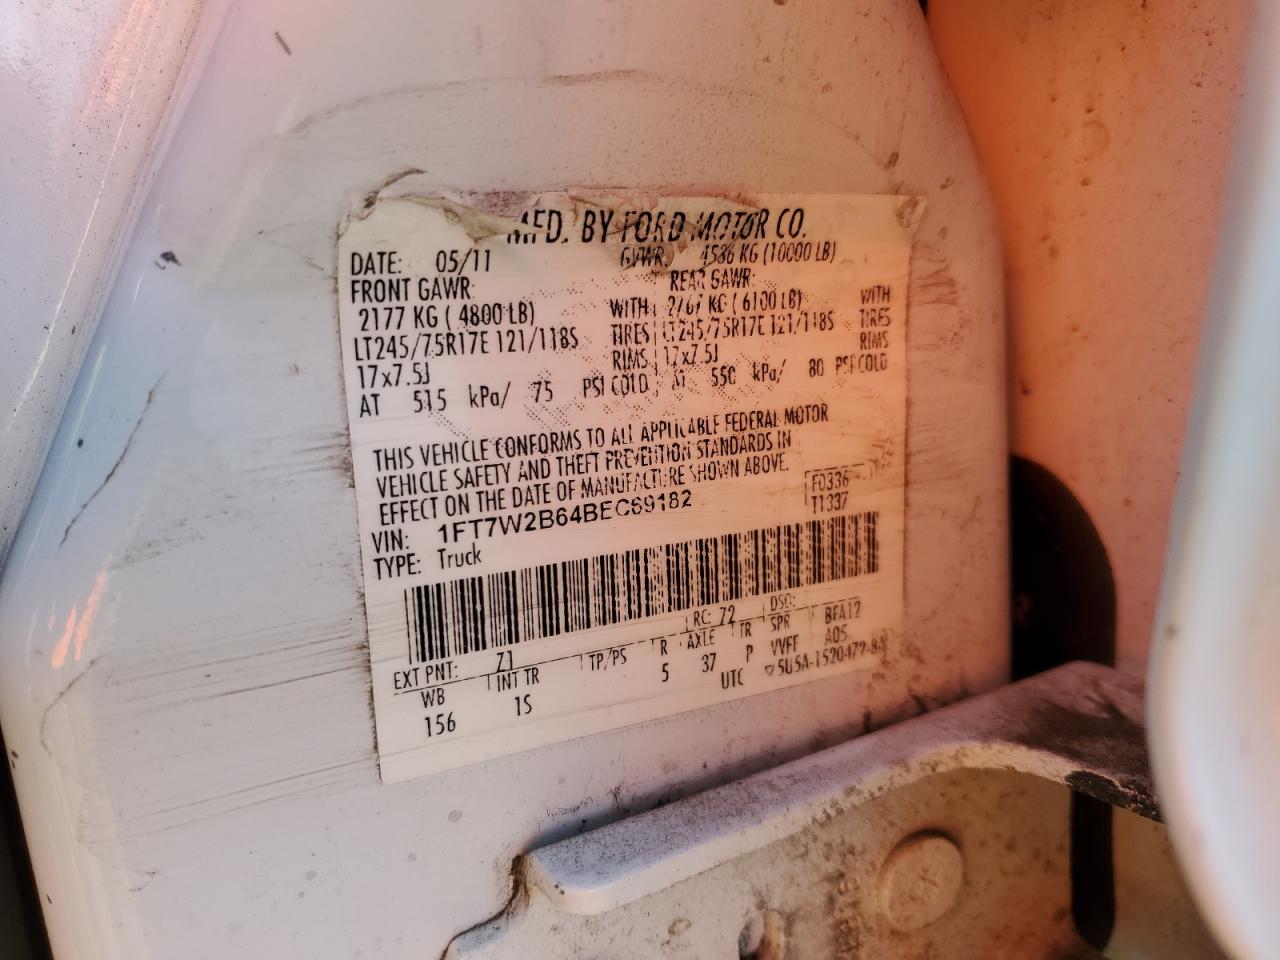 MFD. BY FORD MOTOR CO.
DATE: 05/11 GVWR: 4536 KG (10000 LB)
FRONT GAWR: REAR GAWR:
2177 KG ( 4800 LB) WITH 2767 KG ( 6100 LB) WITH
LT245/75R17E 121/118S TIRES LT245/75R17E 121/118S TIRES
17x7.5J RIMS 17x7.5J RIMS
AT 515 kPa/ 75 PSI COLD AT 550 kPa/ 80 PSI COLD
THIS VEHICLE CONFORMS TO ALL APPLICABLE FEDERAL MOTOR
VEHICLE SAFETY AND THEFT PREVENTION STANDARDS IN
EFFECT ON THE DATE OF MANUFACTURE SHOWN ABOVE.
VIN: 1FT7W2B64BEC69182
TYPE: Truck
F0336
T1337
EXT PNT: Z1 RC: 72 DSO:
WB INT TR TP/PS R AXLE TR SPR BFA12
156 1S 5 37 P VVFF A05
UTC